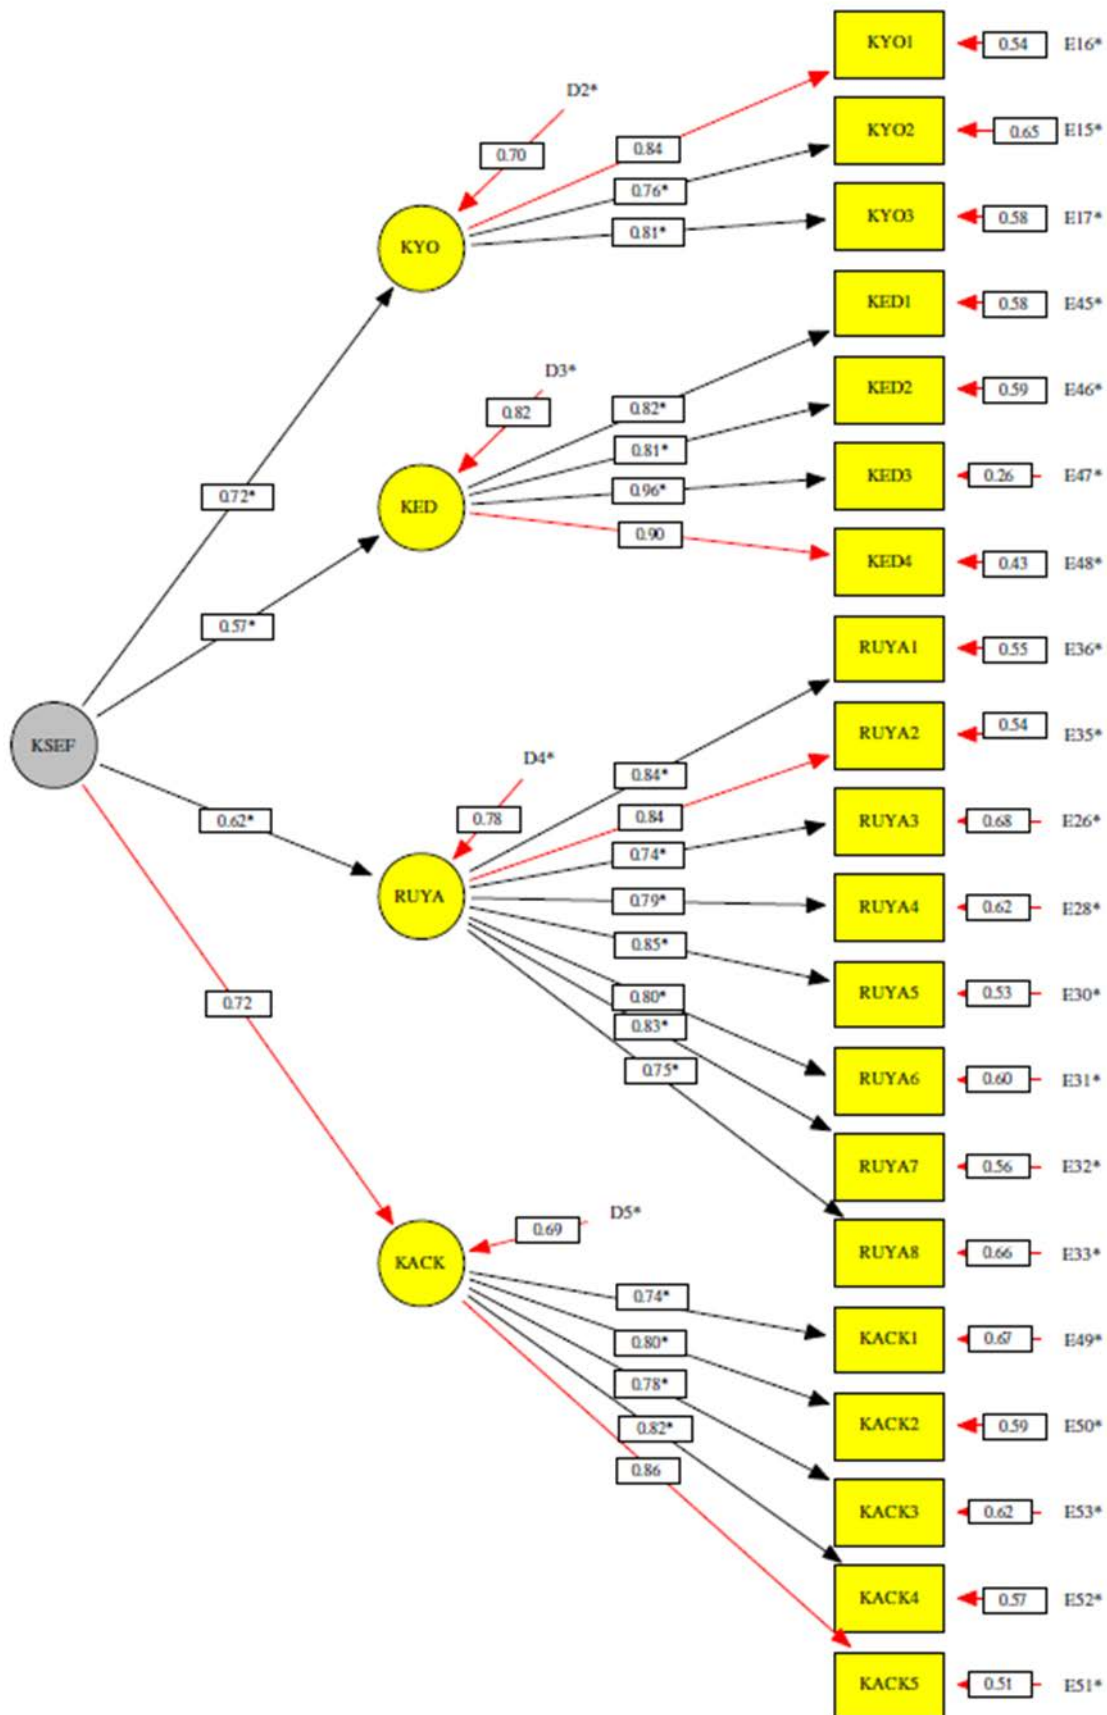 KYO1
0.54
E16*
D2*
KYO2
0.65
E15*
0.84
0.70
0.76*
KYO3
0.58
E17*
0.81*
KYO
KED1
0.58
E45*
D3*
KED2
0.59
E46*
0.82
0.82*
0.81*
KED3
0.26
E47*
0.72*
0.96*
KED
0.90
KED4
0.43
E48*
0.57*
RUYA1
0.55
E36*
KSEF
RUYA2
0.54
E35*
D4*
0.84*
0.62*
0.78
0.84
RUYA3
0.68
E26*
0.74*
RUYA
0.79*
RUYA4
0.62
E28*
0.85*
0.72
0.80*
RUYA5
0.53
E30*
0.83*
0.75*
RUYA6
0.60
E31*
RUYA7
0.56
E32*
D5*
0.69
RUYA8
0.66
E33*
KACK
0.74*
KACK1
0.67
E49*
0.80*
0.78*
KACK2
0.59
E50*
0.82*
0.86
KACK3
0.62
E53*
KACK4
0.57
E52*
KACK5
0.51
E51*